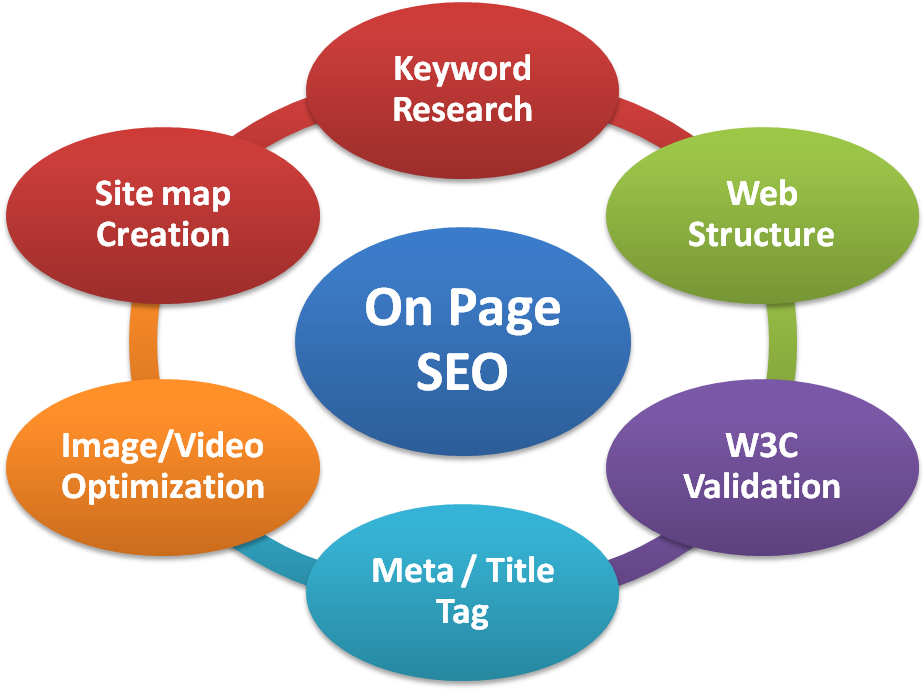 Keyword
Research
Site map
Creation
Web
Structure
On Page
SEO
Image/Video
Optimization
W3C
Validation
Meta / Title
Tag